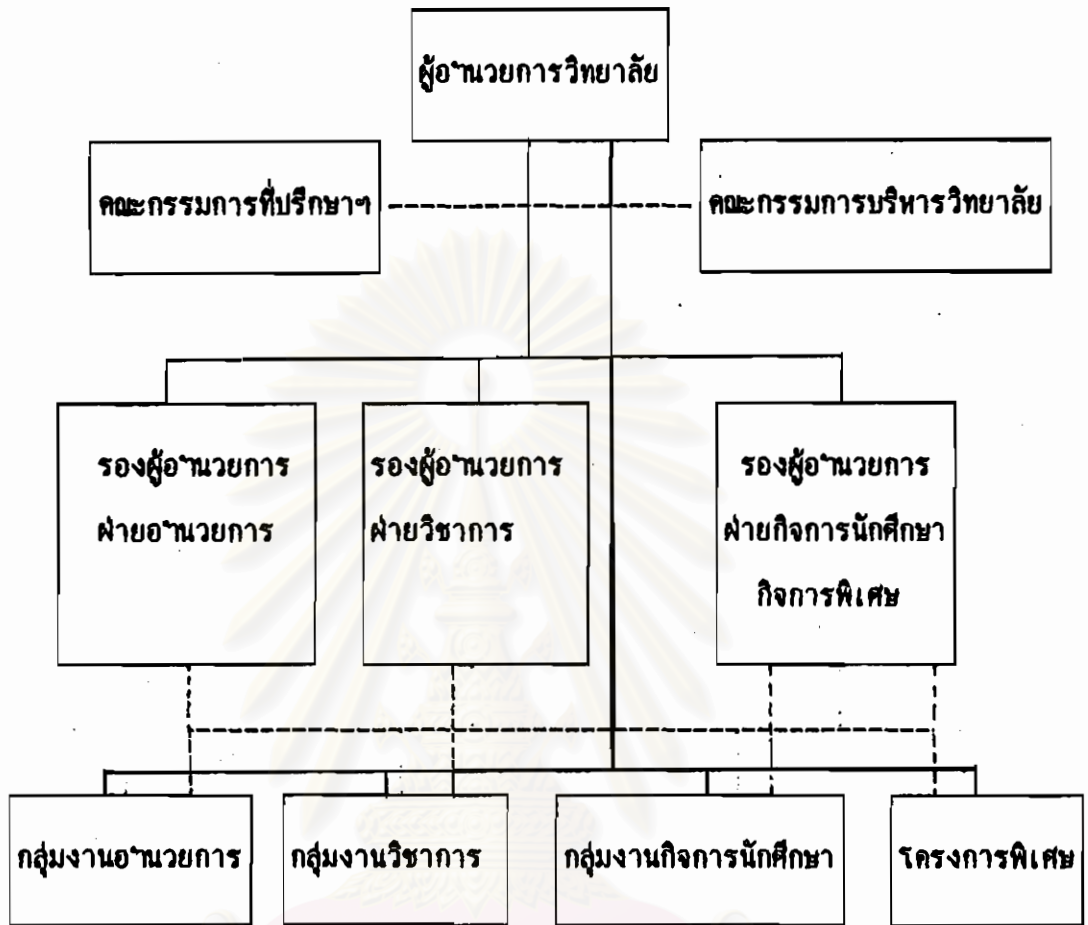 ผู้อำนวยการวิทยาลัย
คณะกรรมการที่ปรึกษาฯ
คณะกรรมการบริหารวิทยาลัย
รองผู้อำนวยการ
ฝ่ายอำนวยการ
รองผู้อำนวยการ
ฝ่ายวิชาการ
รองผู้อำนวยการ
ฝ่ายกิจการนักศึกษา
กิจการพิเศษ
กลุ่มงานอำนวยการ
กลุ่มงานวิชาการ
กลุ่มงานกิจการนักศึกษา
โครงการพิเศษ